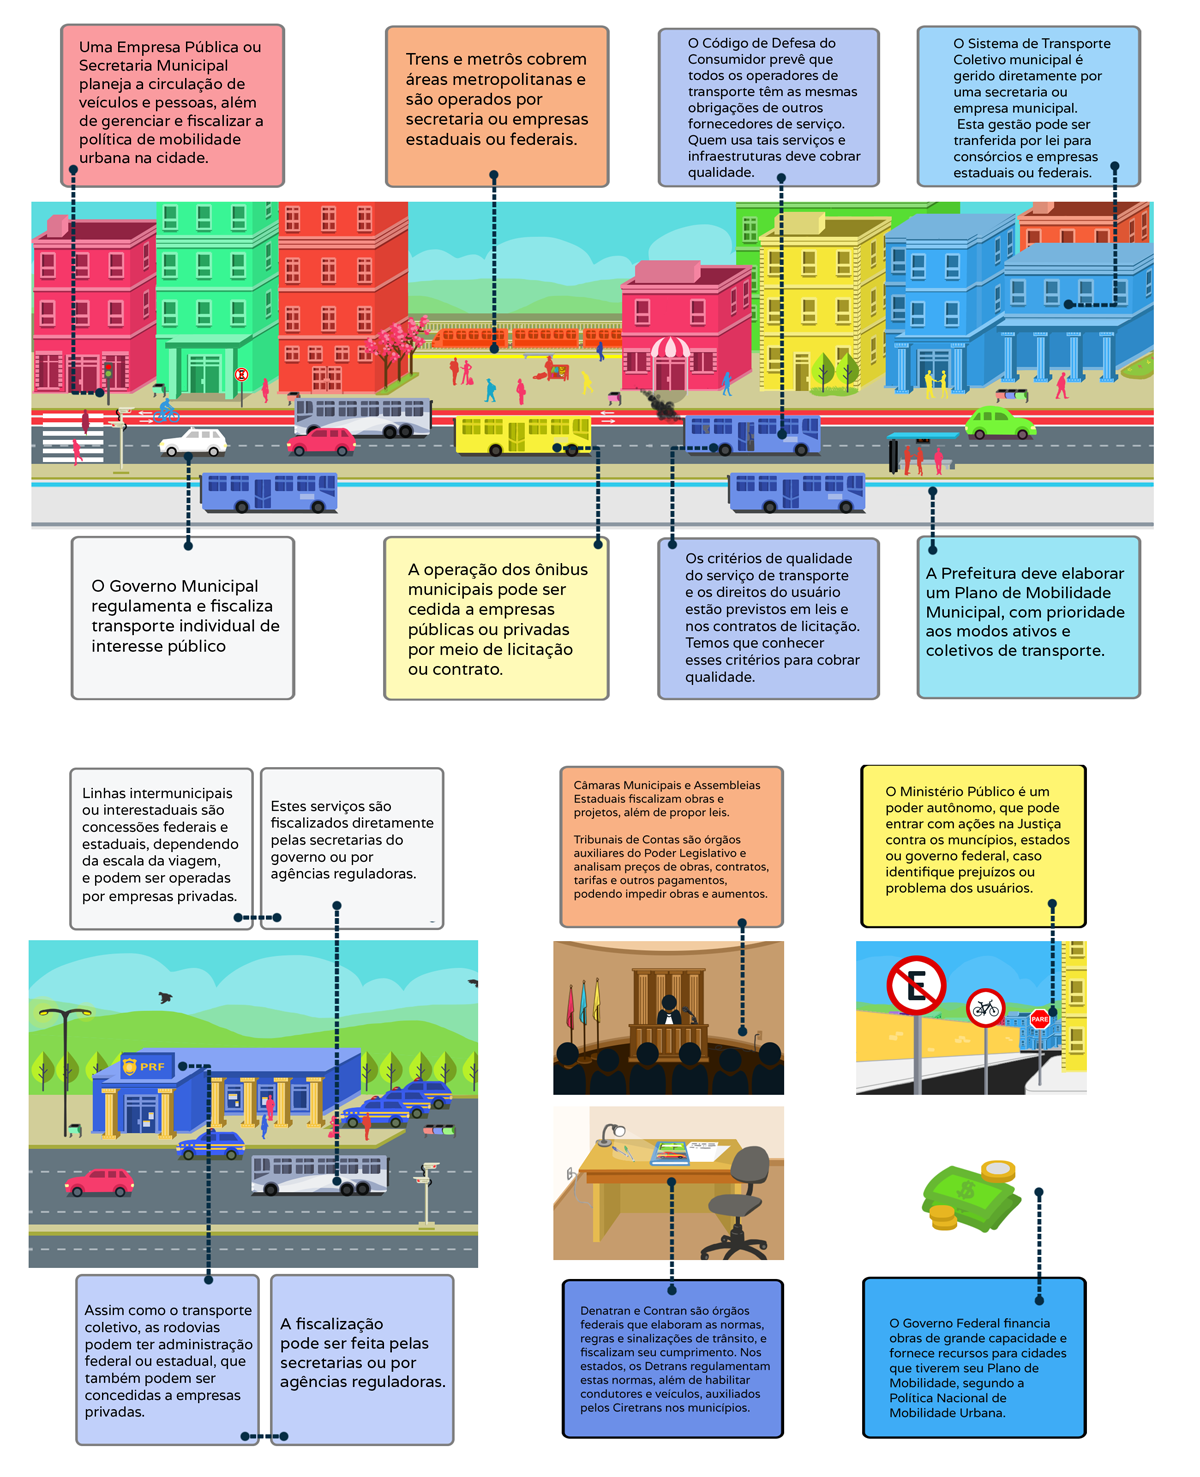 Uma Empresa Pública ou
Secretaria Municipal
planeja a circulação de
veículos e pessoas, além
de gerenciar e fiscalizar a
política de mobilidade
urbana na cidade.
Trens e metrôs cobrem
áreas metropolitanas e
são operados por
secretaria ou empresas
estaduais ou federais.
O Código de Defesa do
Consumidor prevê que
todos os operadores de
transporte têm as mesmas
obrigações de outros
fornecedores de serviço.
Quem usa tais serviços e
infraestruturas deve cobrar
qualidade.
O Sistema de Transporte
Coletivo municipal é
gerido diretamente por
uma secretaria ou
empresa municipal.
Esta gestão pode ser
tranferida por lei para
consórcios e empresas
estaduais ou federais.
O Governo Municipal
regulamenta e fiscaliza
transporte individual de
interesse público
A operação dos ônibus
municipais pode ser
cedida a empresas
públicas ou privadas
por meio de licitação
ou contrato.
Os critérios de qualidade
do serviço de transporte
e os direitos do usuário
estão previstos em leis e
nos contratos de licitação.
Temos que conhecer
esses critérios para cobrar
qualidade.
A Prefeitura deve elaborar
um Plano de Mobilidade
Municipal, com prioridade
aos modos ativos e
coletivos de transporte.
Linhas intermunicipais
ou interestaduais são
concessões federais e
estaduais, dependendo
da escala da viagem,
e podem ser operadas
por empresas privadas.
Estes serviços são
fiscalizados diretamente
pelas secretarias do
governo ou por
agências reguladoras.
Câmaras Municipais e Assembleias
Estaduais fiscalizam obras e
projetos, além de propor leis.
Tribunais de Contas são órgãos
auxiliares do Poder Legislativo e
analisam preços de obras, contratos,
tarifas e outros pagamentos,
podendo impedir obras e aumentos.
O Ministério Público é um
poder autônomo, que pode
entrar com ações na Justiça
contra os muncípios, estados
ou governo federal, caso
identifique prejuízos ou
problema dos usuários.
E
PARE
PRF
$
Assim como o transporte
coletivo, as rodovias
podem ter administração
federal ou estadual, que
também podem ser
concedidas a empresas
privadas.
A fiscalização
pode ser feita pelas
secretarias ou por
agências reguladoras.
Denatran e Contran são órgãos
federais que elaboram as normas,
regras e sinalizações de trânsito, e
fiscalizam seu cumprimento. Nos
estados, os Detrans regulamentam
estas normas, além de habilitar
condutores e veículos, auxiliados
pelos Ciretrans nos municípios.
O Governo Federal financia
obras de grande capacidade e
fornece recursos para cidades
que tiverem seu Plano de
Mobilidade, segundo a
Política Nacional de
Mobilidade Urbana.